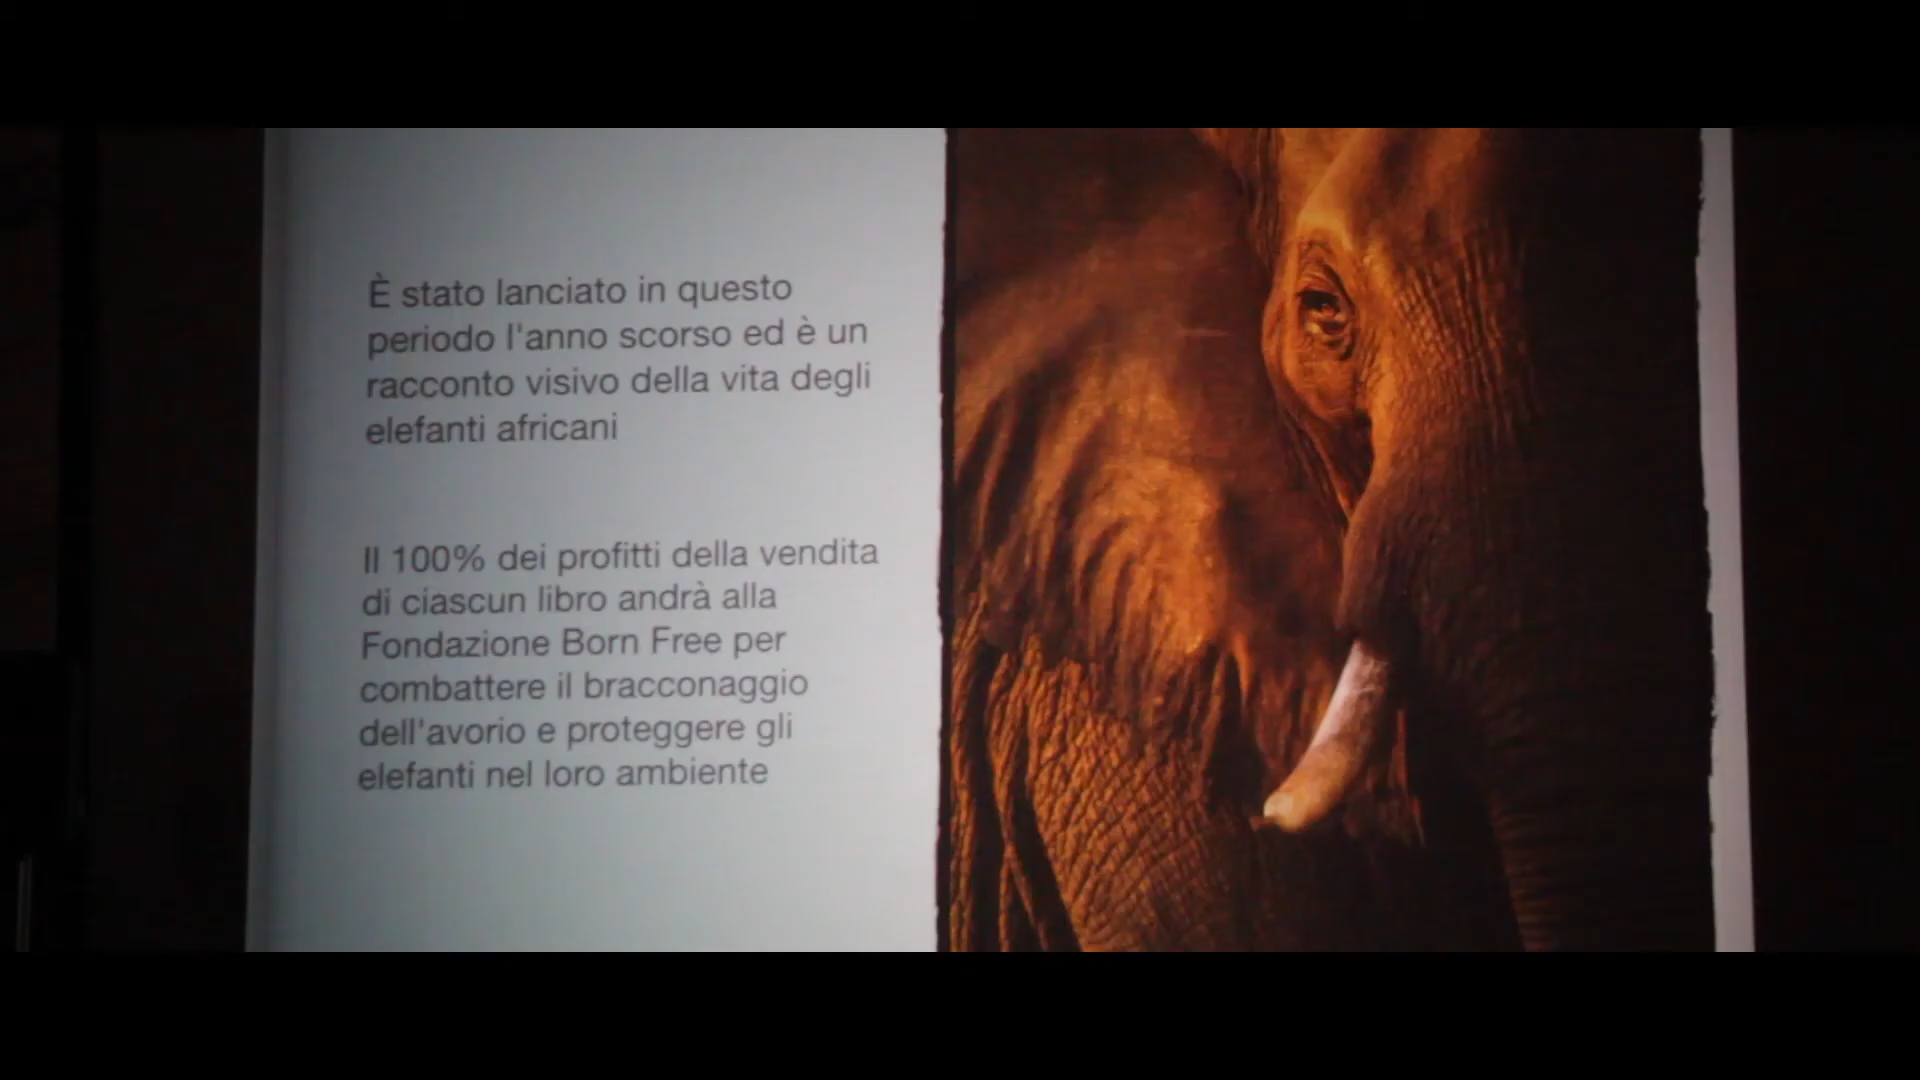 È stato lanciato in questo
periodo l'anno scorso ed è un
racconto visivo della vita degli
elefanti africani
Il 100% dei profitti della vendita
di ciascun libro andrà alla
Fondazione Born Free per
combattere il bracconaggio
dell'avorio e proteggere gli
elefanti nel loro ambiente